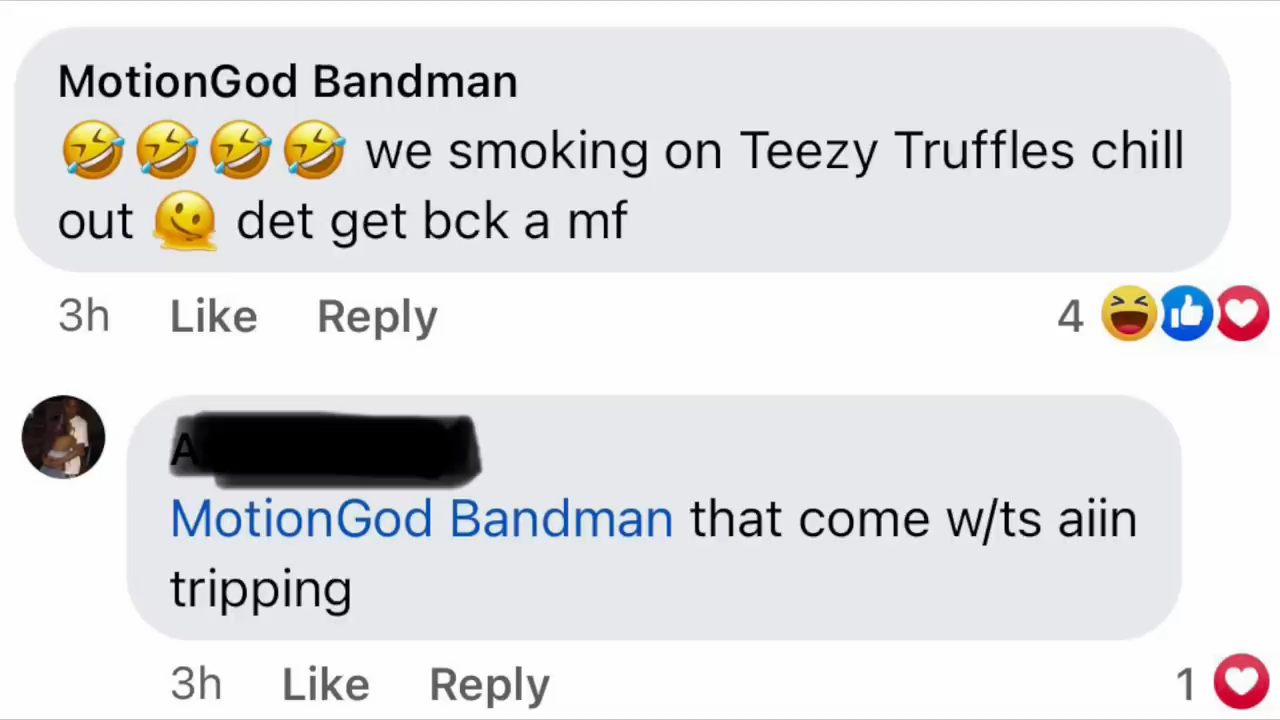 MotionGod Bandman
🤣🤣🤣🤣 we smoking on Teezy Truffles chill
out 🫠 det get bck a mf
3h Like Reply 4
A
MotionGod Bandman that come w/ts aiin
tripping
3h Like Reply 1